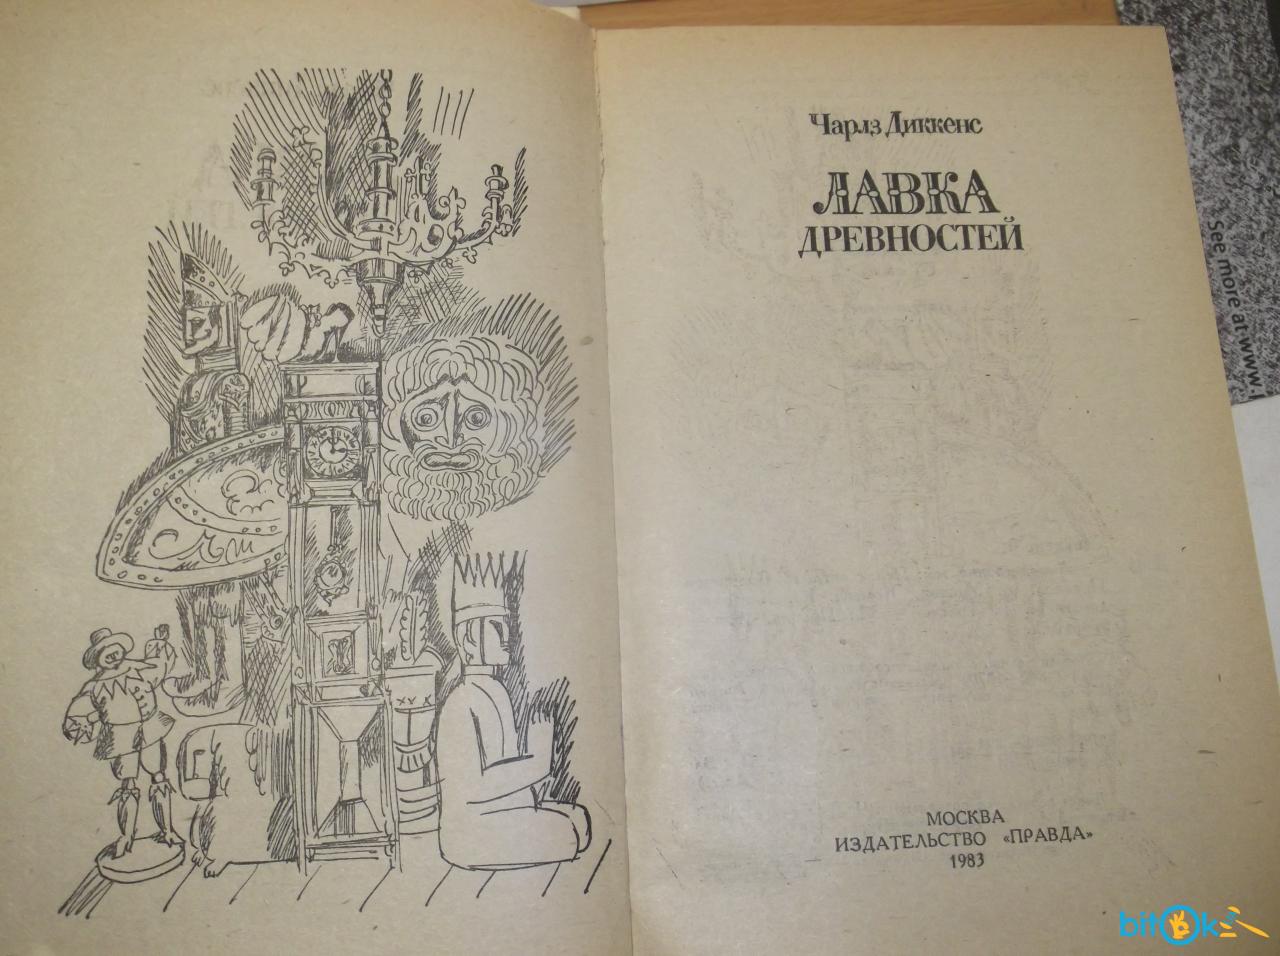 Чарлз Диккенс
ЛАВКА
ДРЕВНОСТЕЙ
МОСКВА
ИЗДАТЕЛЬСТВО «ПРАВДА»
1983
See more at www.
bitok